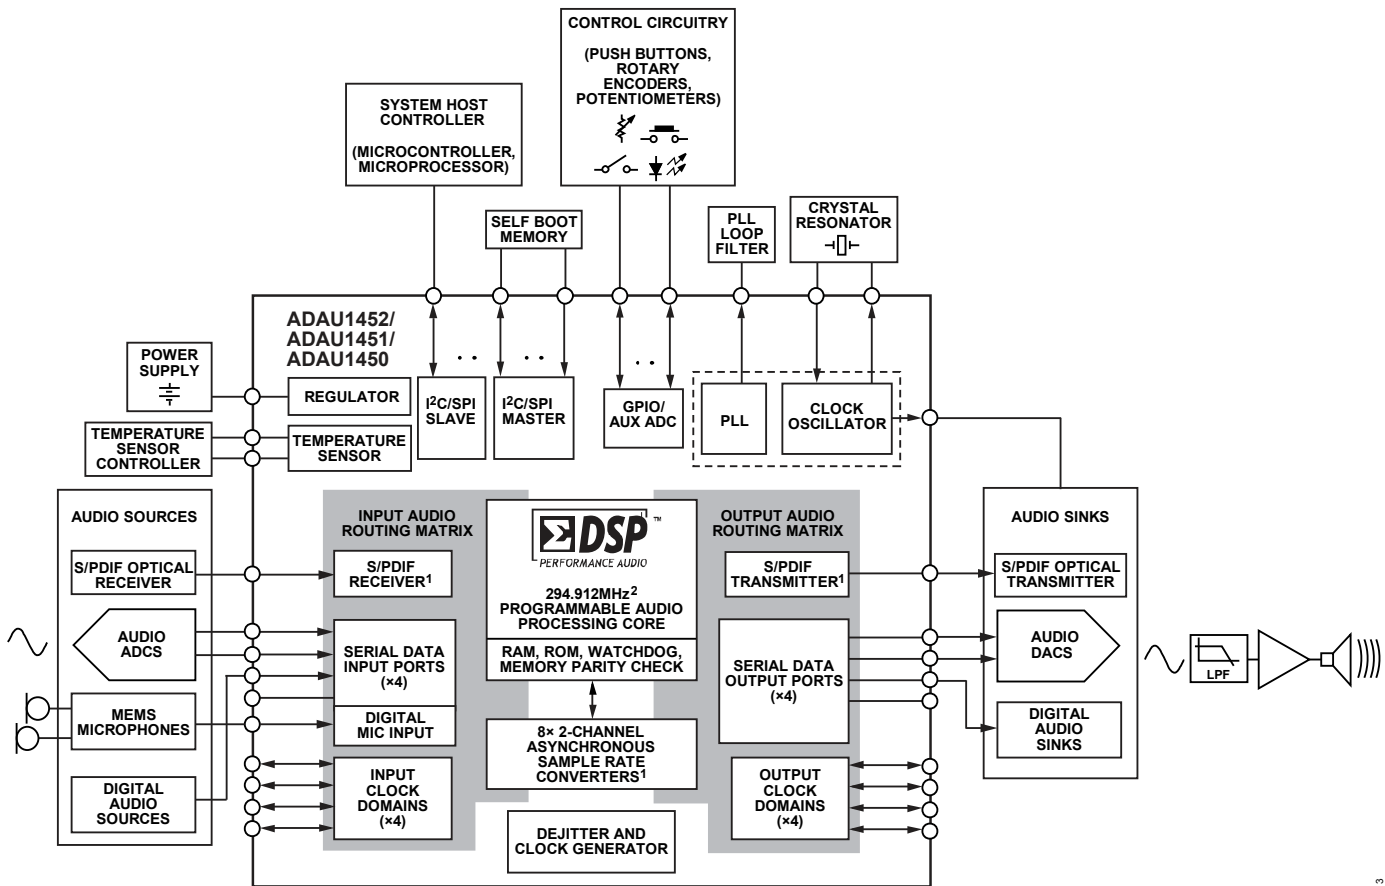 CONTROL CIRCUITRY
(PUSH BUTTONS,
ROTARY
ENCODERS,
POTENTIOMETERS)
SYSTEM HOST
CONTROLLER
(MICROCONTROLLER,
MICROPROCESSOR)
SELF BOOT
MEMORY
PLL
LOOP
FILTER
CRYSTAL
RESONATOR
ADAU1452/
ADAU1451/
ADAU1450
POWER
SUPPLY
REGULATOR
TEMPERATURE
SENSOR
CONTROLLER
TEMPERATURE
SENSOR
I²C/SPI
SLAVE
I²C/SPI
MASTER
GPIO/
AUX ADC
PLL
CLOCK
OSCILLATOR
AUDIO SOURCES
S/PDIF OPTICAL
RECEIVER
AUDIO
ADCS
MEMS
MICROPHONES
DIGITAL
AUDIO
SOURCES
INPUT AUDIO
ROUTING MATRIX
S/PDIF
RECEIVER¹
SERIAL DATA
INPUT PORTS
(×4)
DIGITAL
MIC INPUT
INPUT
CLOCK
DOMAINS
(×4)
ΣDSP™
PERFORMANCE AUDIO
294.912MHz²
PROGRAMMABLE AUDIO
PROCESSING CORE
RAM, ROM, WATCHDOG,
MEMORY PARITY CHECK
8× 2-CHANNEL
ASYNCHRONOUS
SAMPLE RATE
CONVERTERS¹
DEJITTER AND
CLOCK GENERATOR
OUTPUT AUDIO
ROUTING MATRIX
S/PDIF
TRANSMITTER¹
SERIAL DATA
OUTPUT PORTS
(×4)
OUTPUT
CLOCK
DOMAINS
(×4)
AUDIO SINKS
S/PDIF OPTICAL
TRANSMITTER
AUDIO
DACS
DIGITAL
AUDIO
SINKS
LPF
3